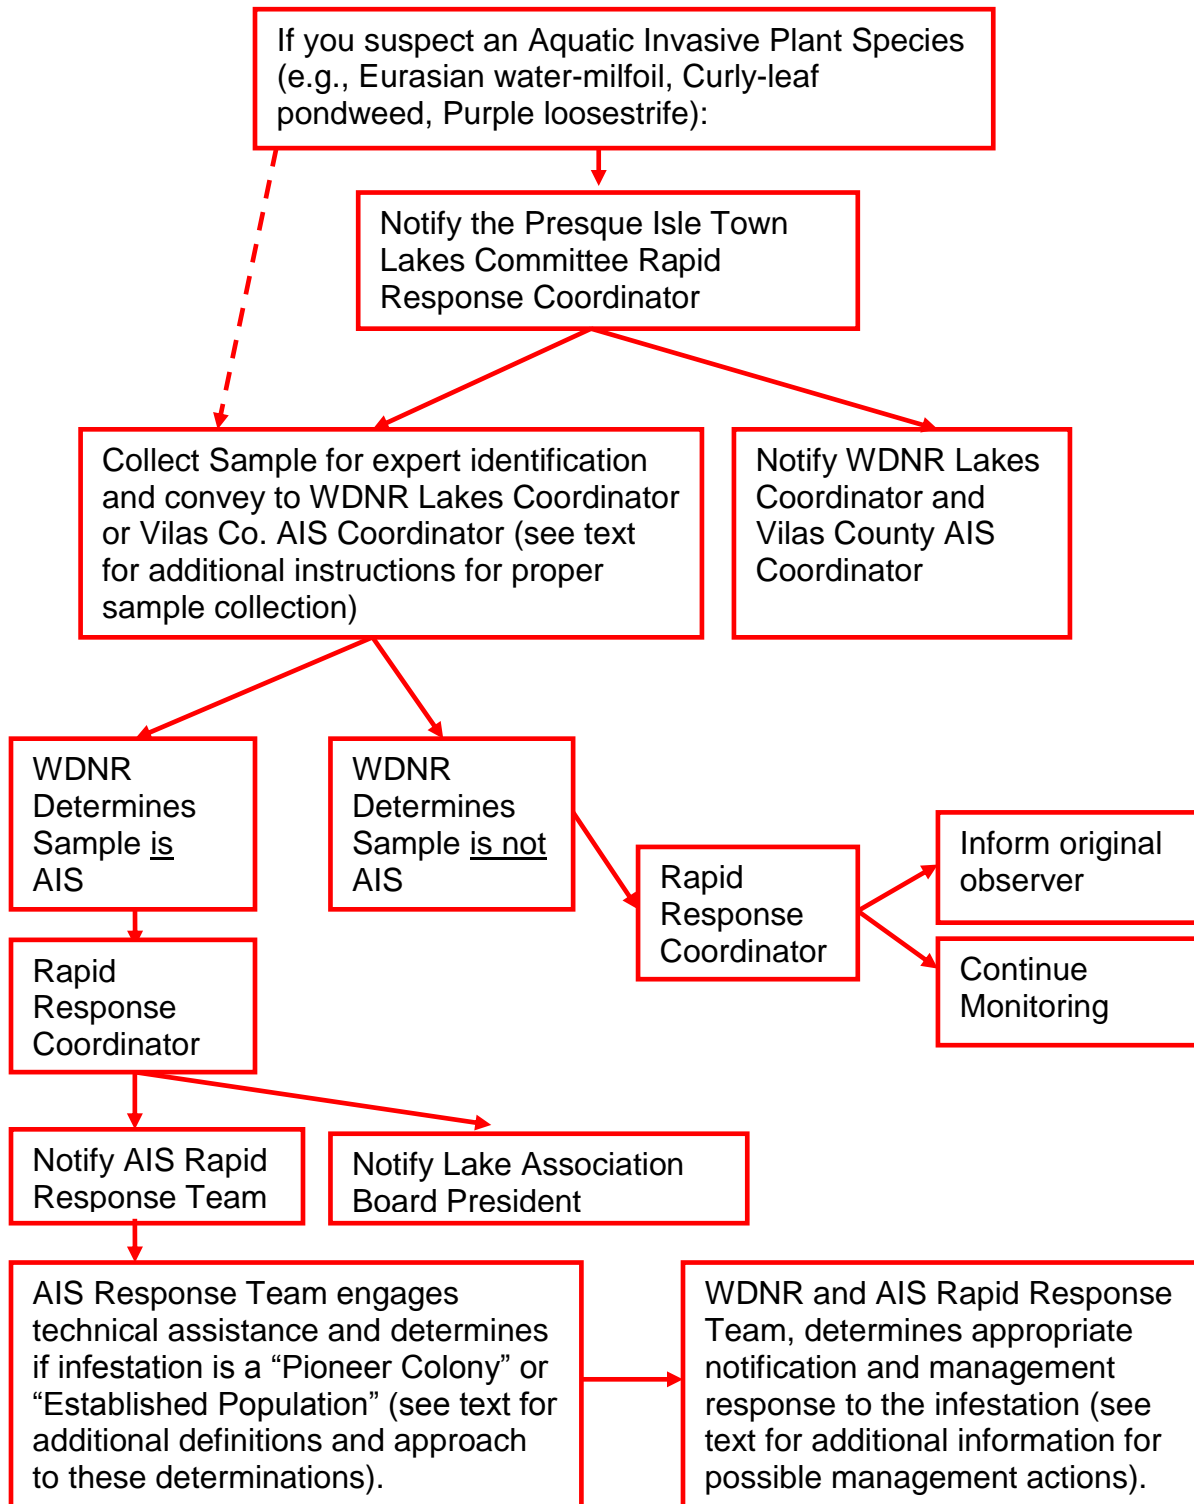 If you suspect an Aquatic Invasive Plant Species
(e.g., Eurasian water-milfoil, Curly-leaf
pondweed, Purple loosestrife):
Notify the Presque Isle Town
Lakes Committee Rapid
Response Coordinator
Collect Sample for expert identification
and convey to WDNR Lakes Coordinator
or Vilas Co. AIS Coordinator (see text
for additional instructions for proper
sample collection)
Notify WDNR Lakes
Coordinator and
Vilas County AIS
Coordinator
WDNR
Determines
Sample is
AIS
WDNR
Determines
Sample is not
AIS
Rapid
Response
Coordinator
Inform original
observer
Continue
Monitoring
Rapid
Response
Coordinator
Notify AIS Rapid
Response Team
Notify Lake Association
Board President
AIS Response Team engages
technical assistance and determines
if infestation is a “Pioneer Colony” or
“Established Population” (see text for
additional definitions and approach
to these determinations).
WDNR and AIS Rapid Response
Team, determines appropriate
notification and management
response to the infestation (see
text for additional information for
possible management actions).